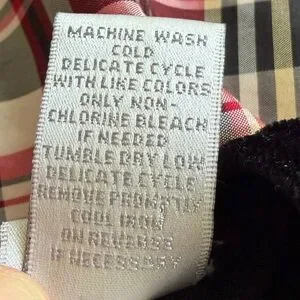 MACHINE WASH
COLD
DELICATE CYCLE
WITH LIKE COLORS
ONLY NON-
CHLORINE BLEACH
IF NEEDED
TUMBLE DRY LOW
DELICATE CYCLE
REMOVE PROMPTLY
COOL IRON
ON REVERSE
IF NECESSARY